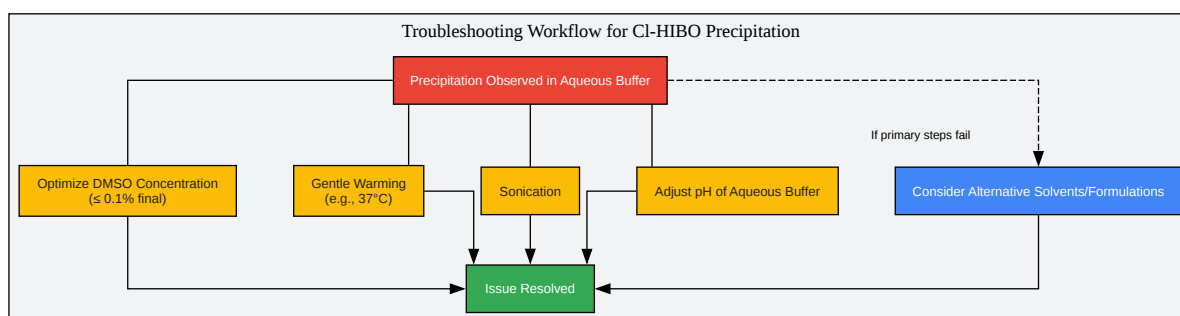 Troubleshooting Workflow for Cl-HIBO Precipitation
Precipitation Observed in Aqueous Buffer
If primary steps fail
Optimize DMSO Concentration
(≤ 0.1% final)
Gentle Warming
(e.g., 37°C)
Sonication
Adjust pH of Aqueous Buffer
Consider Alternative Solvents/Formulations
Issue Resolved